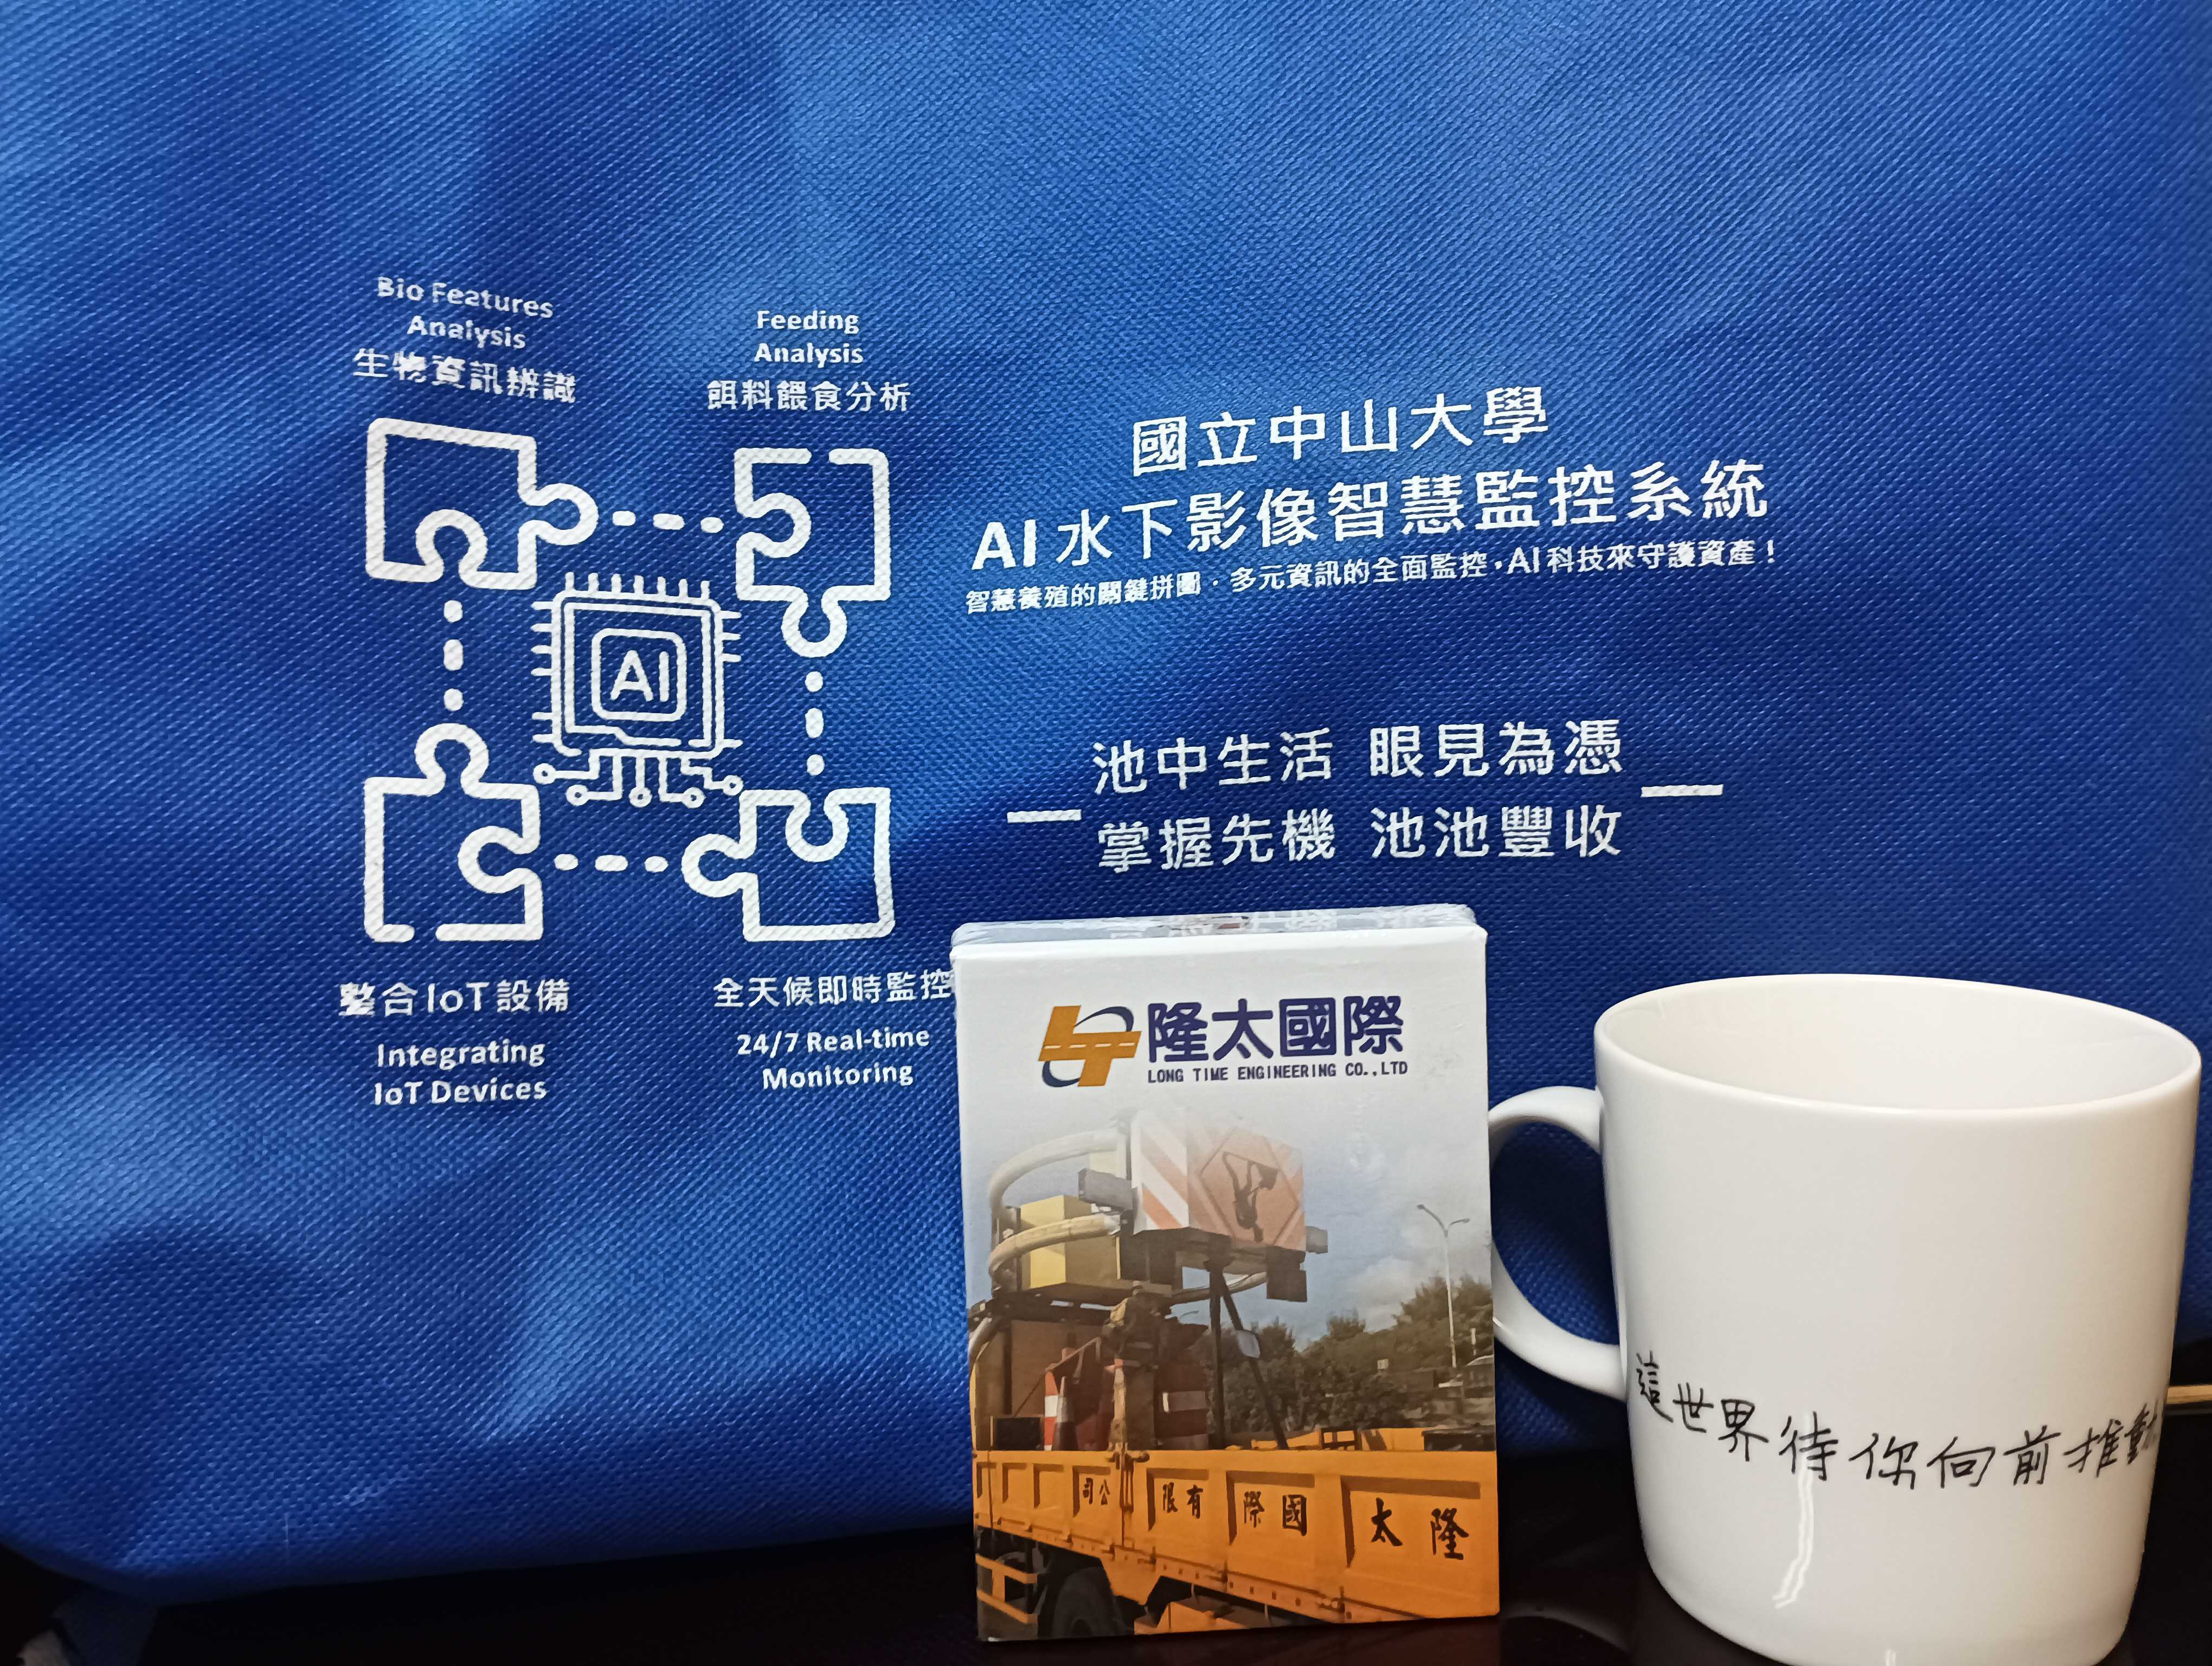 Bio Features
Analysis
生物資訊辨識
Feeding
Analysis
餌料餵食分析
AI
整合IoT設備
Integrating
IoT Devices
全天候即時監控
24/7 Real-time
Monitoring
國立中山大學
AI 水下影像智慧監控系統
智慧養殖的關鍵拼圖．多元資訊的全面監控．AI科技來守護資產！
池中生活 眼見為憑
掌握先機 池池豐收
LT
隆太國際
LONG TIME ENGINEERING CO.,LTD
司公限有際國太隆
這世界待你向前推動